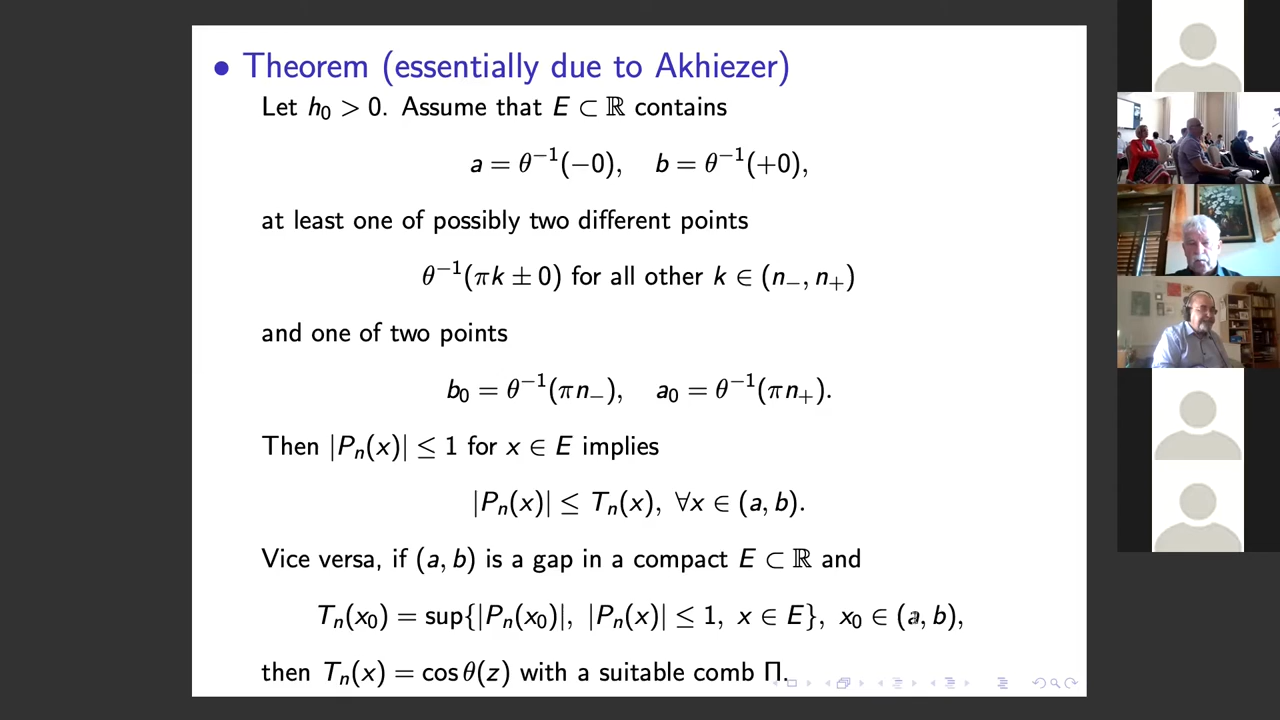 • Theorem (essentially due to Akhiezer)
Let h₀ > 0. Assume that E ⊂ ℝ contains
a = θ⁻¹(−0), b = θ⁻¹(+0),
at least one of possibly two different points
θ⁻¹(πk ± 0) for all other k ∈ (n₋, n₊)
and one of two points
b₀ = θ⁻¹(πn₋), a₀ = θ⁻¹(πn₊).
Then |Pₙ(x)| ≤ 1 for x ∈ E implies
|Pₙ(x)| ≤ Tₙ(x), ∀x ∈ (a, b).
Vice versa, if (a, b) is a gap in a compact E ⊂ ℝ and
Tₙ(x₀) = sup{|Pₙ(x₀)|, |Pₙ(x)| ≤ 1, x ∈ E}, x₀ ∈ (a, b),
then Tₙ(x) = cos θ(z) with a suitable comb Π.